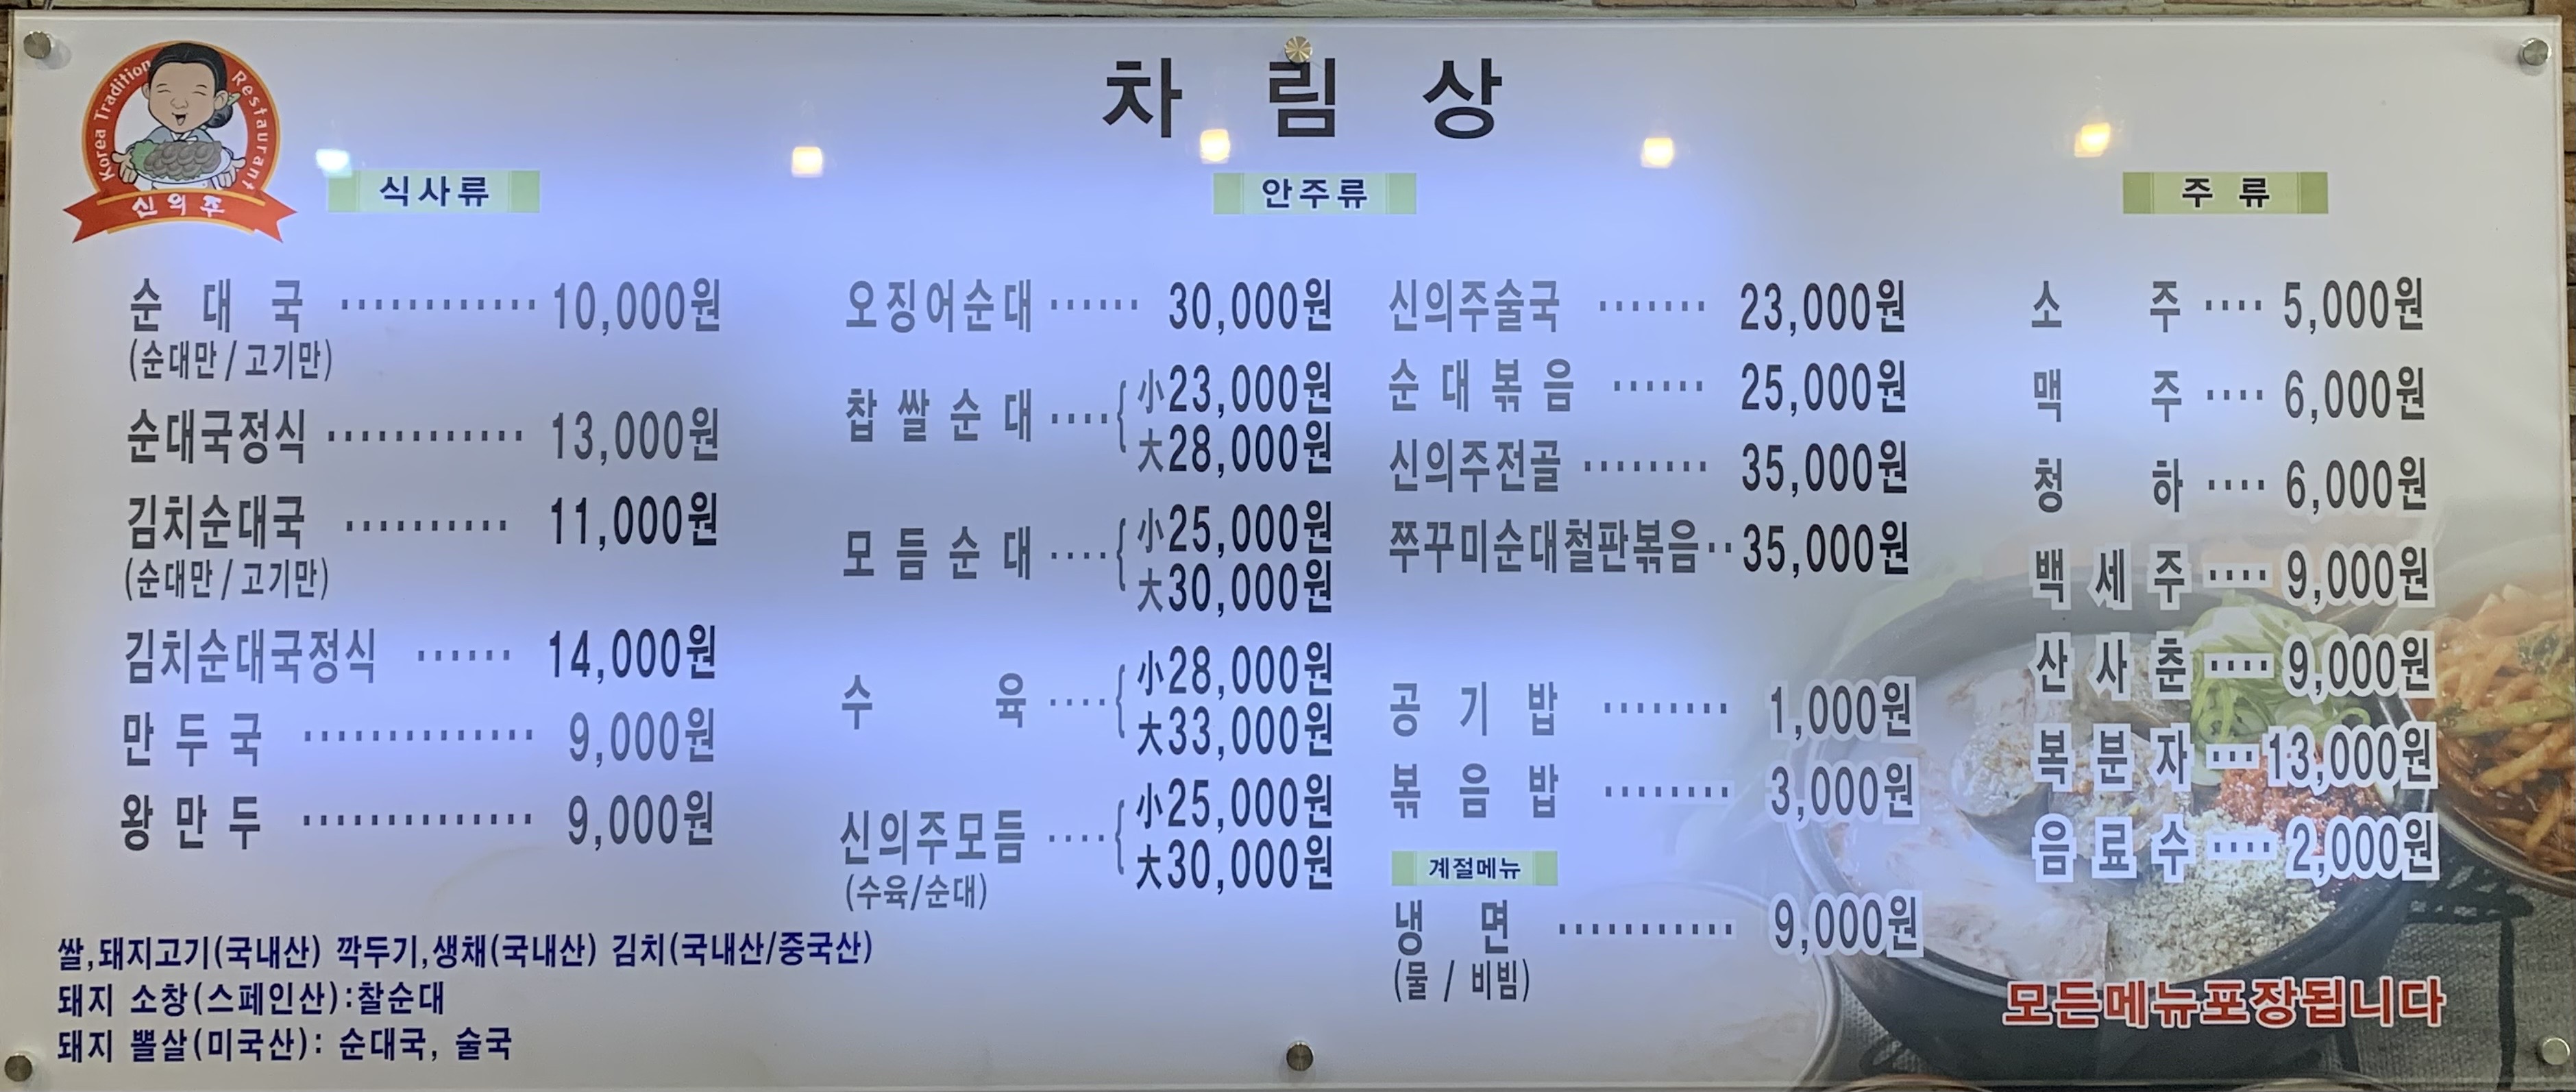 차림상
Korea Tradition Restaurant
신의주
식사류
순대국 ············ 10,000원
(순대만 / 고기만)
순대국정식 ············ 13,000원
김치순대국 ·········· 11,000원
(순대만 / 고기만)
김치순대국정식 ······ 14,000원
만두국 ·············· 9,000원
왕만두 ·············· 9,000원
안주류
오징어순대 ······ 30,000원
찹쌀순대 ···· { 小23,000원
大28,000원
모듬순대 ···· { 小25,000원
大30,000원
수육 ···· { 小28,000원
大33,000원
신의주모듬 ···· { 小25,000원
(수육/순대) 大30,000원
신의주술국 ······· 23,000원
순대볶음 ······ 25,000원
신의주전골 ········ 35,000원
쭈꾸미순대철판볶음·· 35,000원
공기밥 ········ 1,000원
볶음밥 ········ 3,000원
계절메뉴
냉면 ··········· 9,000원
(물 / 비빔)
주류
소주 ···· 5,000원
맥주 ···· 6,000원
청하 ···· 6,000원
백세주 ···· 9,000원
산사춘 ···· 9,000원
복분자 ··· 13,000원
음료수 ···· 2,000원
쌀,돼지고기(국내산) 깍두기,생채(국내산) 김치(국내산/중국산)
돼지 소창(스페인산):찰순대
돼지 뽈살(미국산): 순대국, 술국
모든메뉴포장됩니다